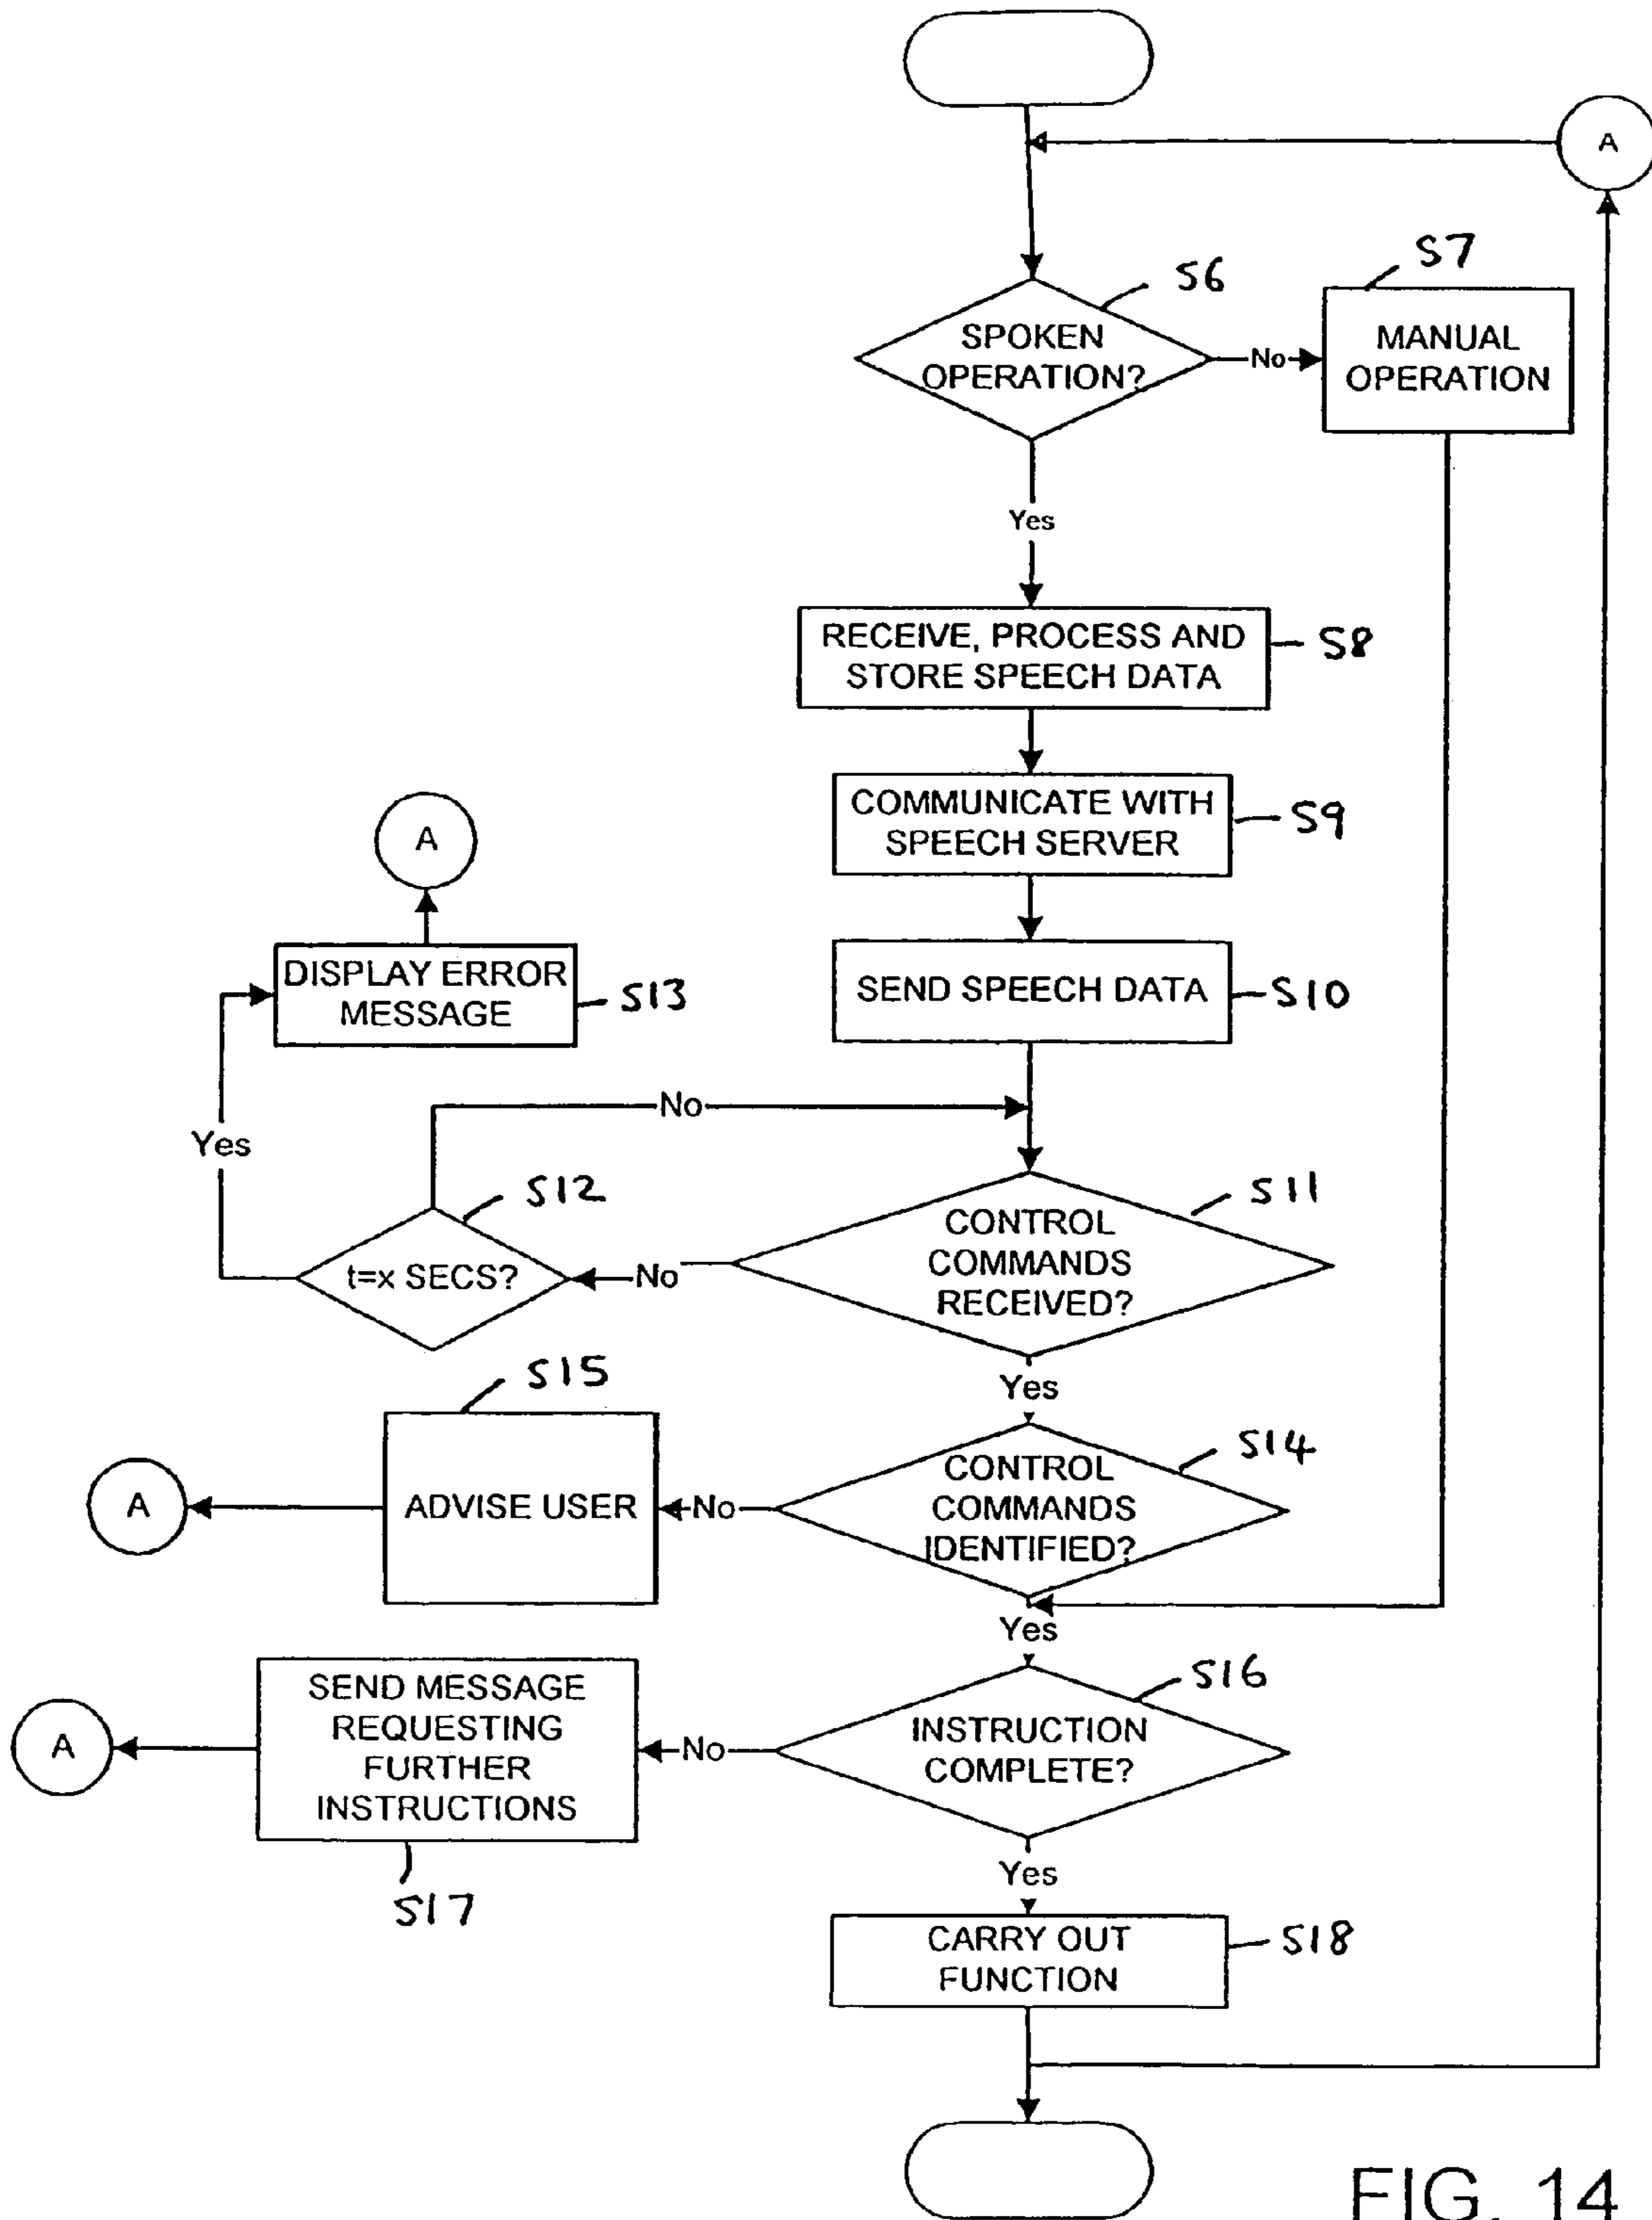 A
S6
S7
SPOKEN
OPERATION?
No
MANUAL
OPERATION
Yes
RECEIVE, PROCESS AND
STORE SPEECH DATA
S8
COMMUNICATE WITH
SPEECH SERVER
S9
A
DISPLAY ERROR
MESSAGE
S13
SEND SPEECH DATA
S10
No
Yes
S12
S11
t=x SECS?
No
CONTROL
COMMANDS
RECEIVED?
Yes
S15
S14
A
ADVISE USER
No
CONTROL
COMMANDS
IDENTIFIED?
Yes
S16
A
SEND MESSAGE
REQUESTING
FURTHER
INSTRUCTIONS
No
INSTRUCTION
COMPLETE?
S17
Yes
CARRY OUT
FUNCTION
S18
FIG. 14